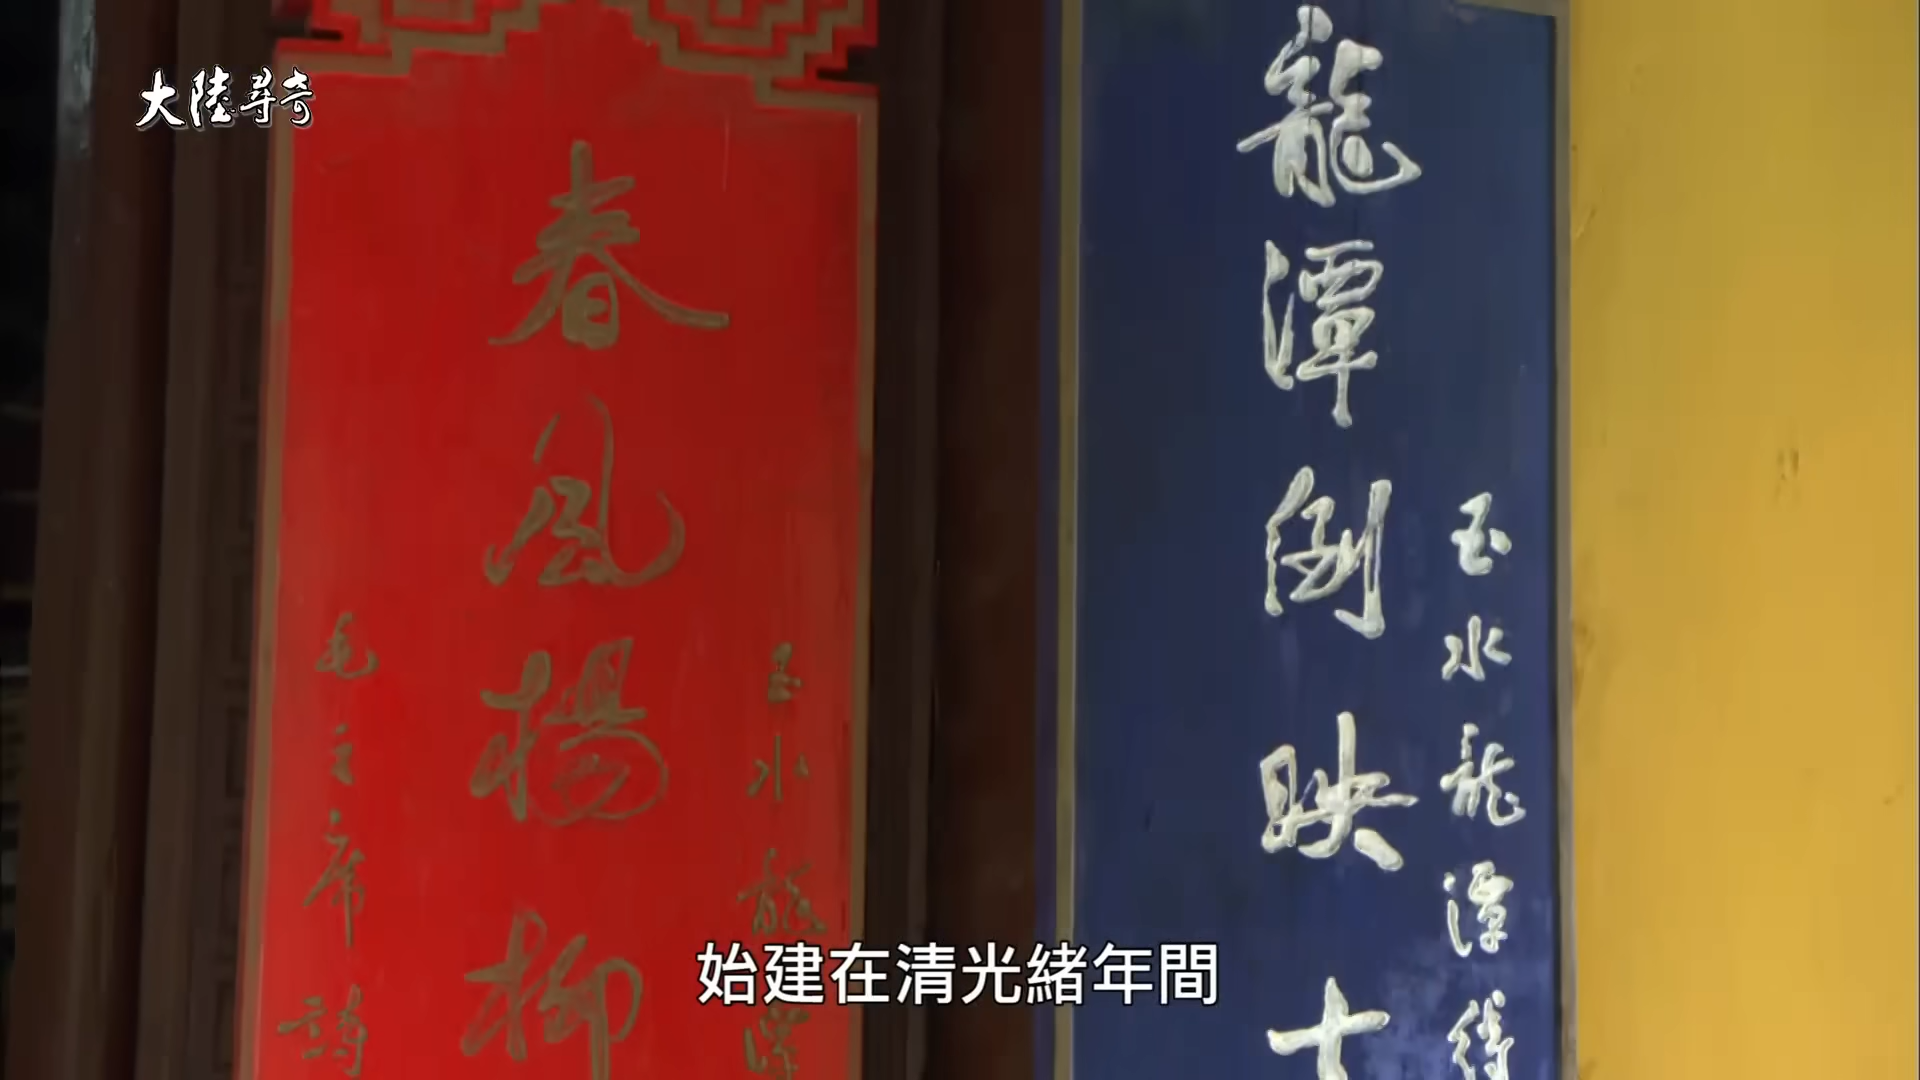 大陸尋奇
龍潭倒映十
玉水龍潭
春風楊柳
玉水龍潭
毛主席詩
始建在清光緒年間